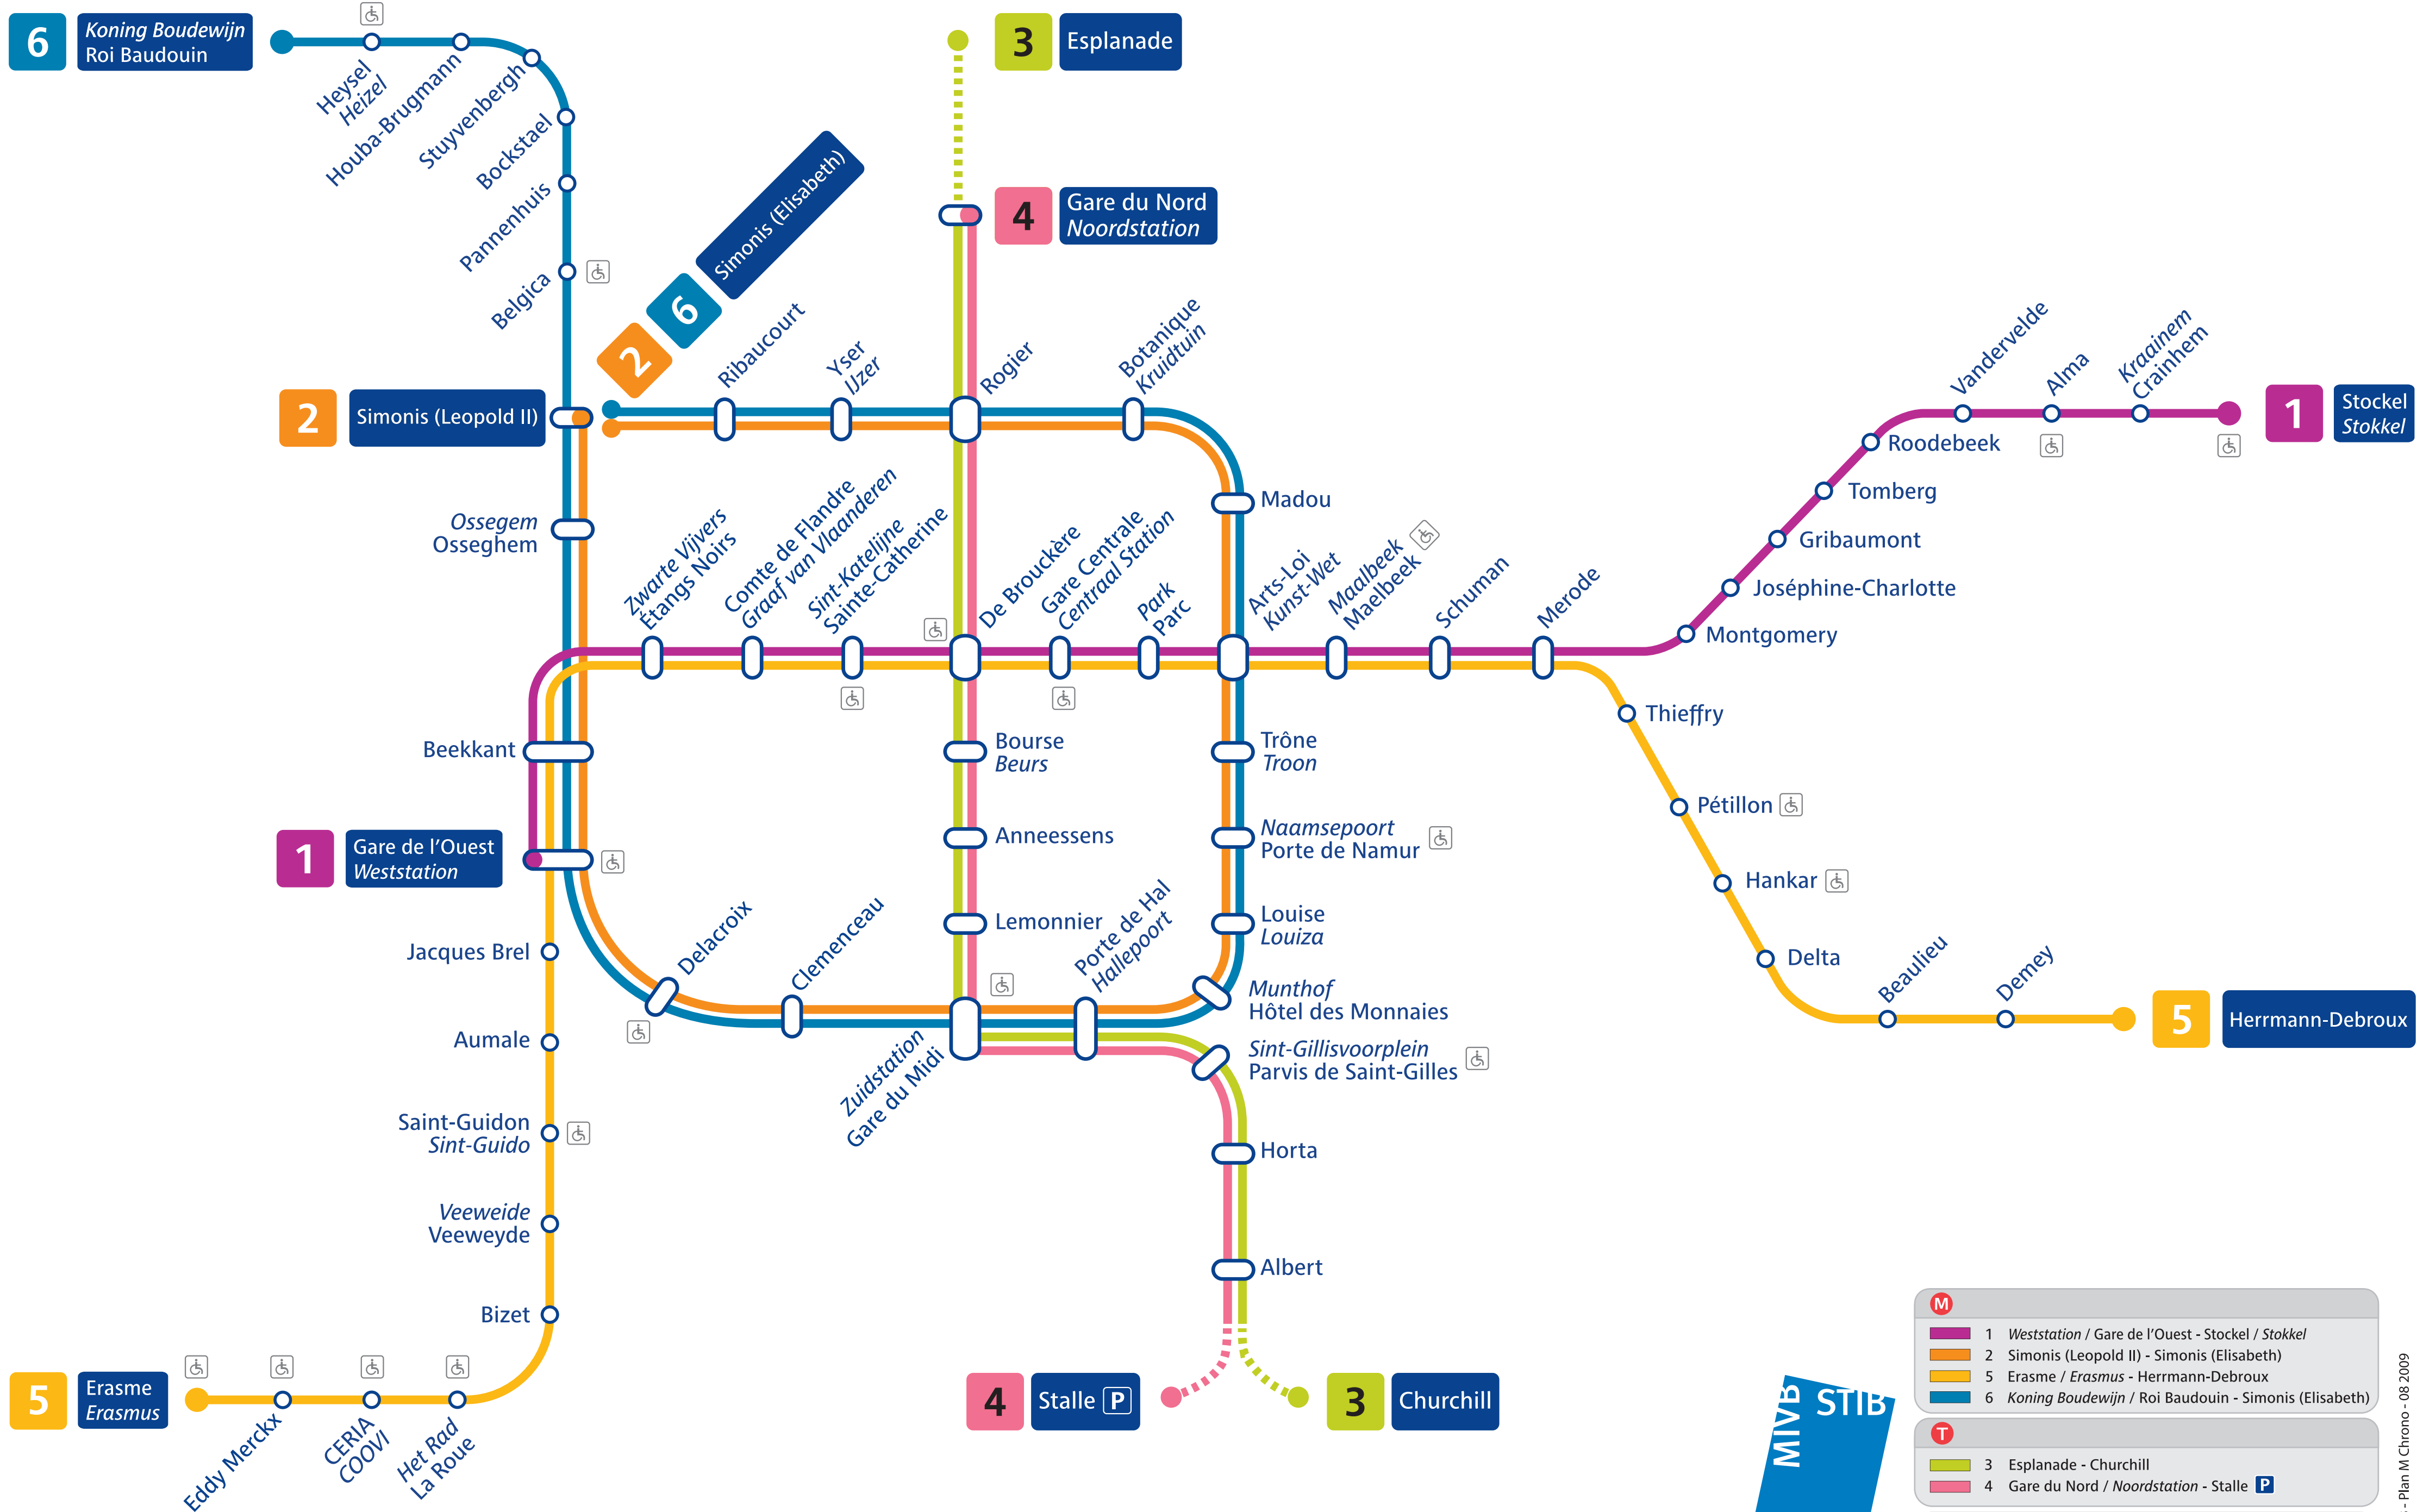 6
Koning Boudewijn
Roi Baudouin
Heysel
Heizel
Houba-Brugmann
Stuyvenbergh
Bockstael
Pannenhuis
Belgica
3
Esplanade
4
Gare du Nord
Noordstation
2
6
Simonis (Elisabeth)
2
Simonis (Leopold II)
Ribaucourt
Yser
IJzer
Rogier
Botanique
Kruidtuin
Madou
Ossegem
Osseghem
Zwarte Vijvers
Étangs Noirs
Comte de Flandre
Graaf van Vlaanderen
Sint-Katelijne
Sainte-Catherine
De Brouckère
Gare Centrale
Centraal Station
Park
Parc
Arts-Loi
Kunst-Wet
Maalbeek
Maelbeek
Schuman
Merode
Montgomery
Joséphine-Charlotte
Gribaumont
Tomberg
Roodebeek
Vandervelde
Alma
Kraainem
Crainhem
1
Stockel
Stokkel
Beekkant
1
Gare de l'Ouest
Weststation
Bourse
Beurs
Anneessens
Lemonnier
Trône
Troon
Naamsepoort
Porte de Namur
Louise
Louiza
Munthof
Hôtel des Monnaies
Porte de Hal
Hallepoort
Sint-Gillisvoorplein
Parvis de Saint-Gilles
Delacroix
Clemenceau
Zuidstation
Gare du Midi
Horta
Albert
4
Stalle P
3
Churchill
Thieffry
Pétillon
Hankar
Delta
Beaulieu
Demey
5
Herrmann-Debroux
Jacques Brel
Aumale
Saint-Guidon
Sint-Guido
Veeweide
Veeweyde
Bizet
5
Erasme
Erasmus
Eddy Merckx
CERIA
COOVI
Het Rad
La Roue
MIVB
STIB
M
1 Weststation / Gare de l'Ouest - Stockel / Stokkel
2 Simonis (Leopold II) - Simonis (Elisabeth)
5 Erasme / Erasmus - Herrmann-Debroux
6 Koning Boudewijn / Roi Baudouin - Simonis (Elisabeth)
T
3 Esplanade - Churchill
4 Gare du Nord / Noordstation - Stalle P
- Plan M Chrono - 08 2009